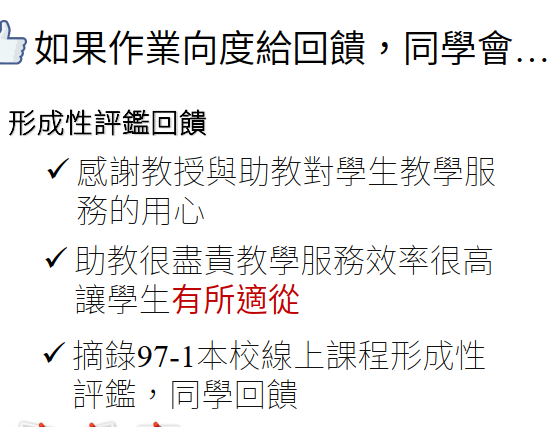 如果作業向度給回饋，同學會…
形成性評鑑回饋
感謝教授與助教對學生教學服
務的用心
助教很盡責教學服務效率很高
讓學生有所適從
摘錄97-1本校線上課程形成性
評鑑，同學回饋